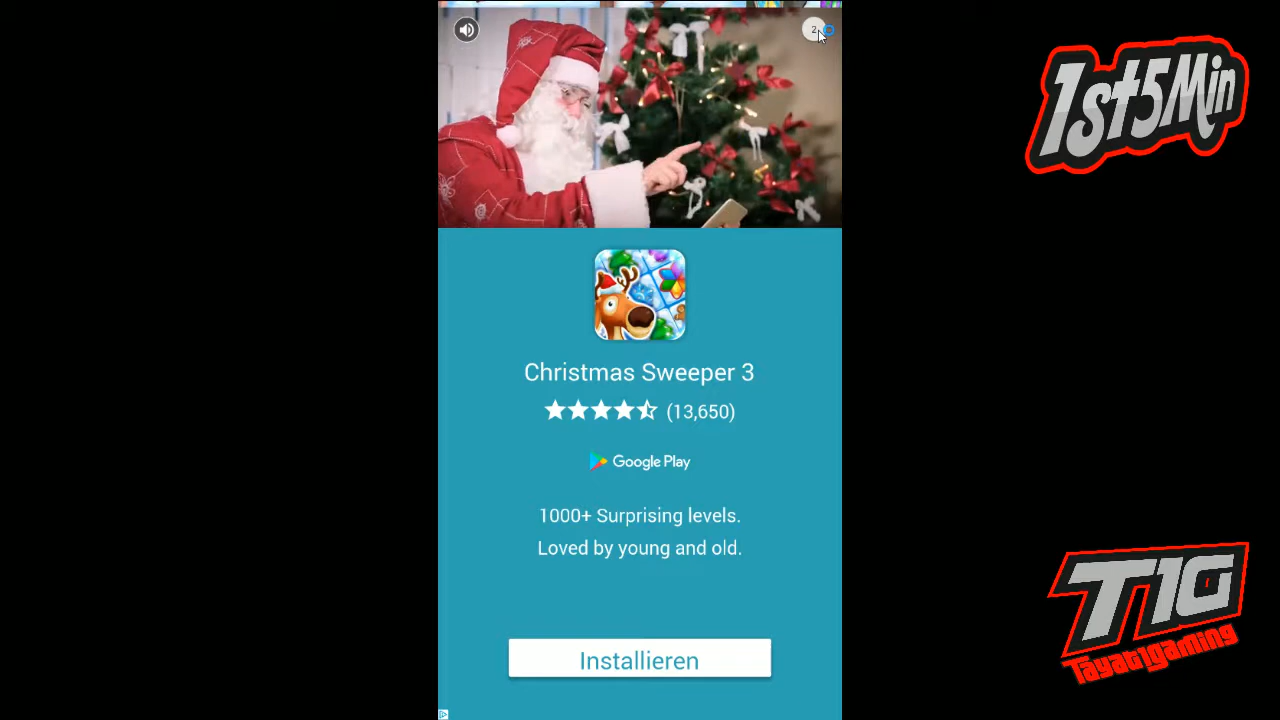 2
1st5Min
Christmas Sweeper 3
(13,650)
Google Play
1000+ Surprising levels.
Loved by young and old.
Installieren
T1G
Tayat1gaming